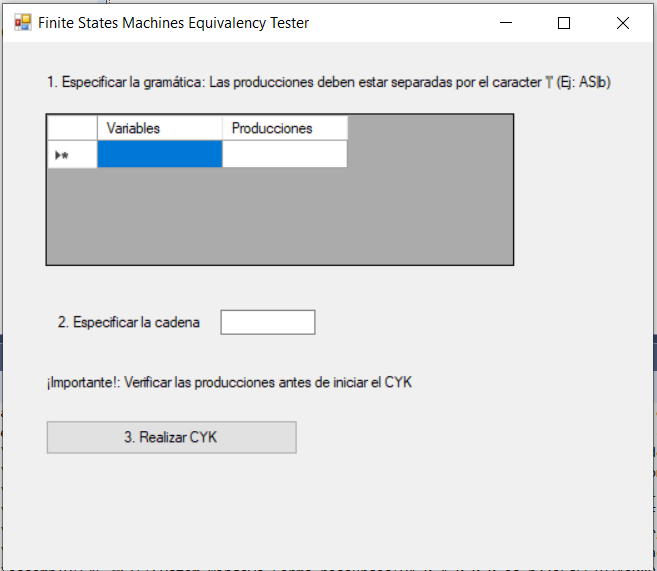 Finite States Machines Equivalency Tester
1. Especificar la gramática: Las producciones deben estar separadas por el caracter '|' (Ej: AS|b)
Variables Producciones
2. Especificar la cadena
¡Importante!: Verificar las producciones antes de iniciar el CYK
3. Realizar CYK